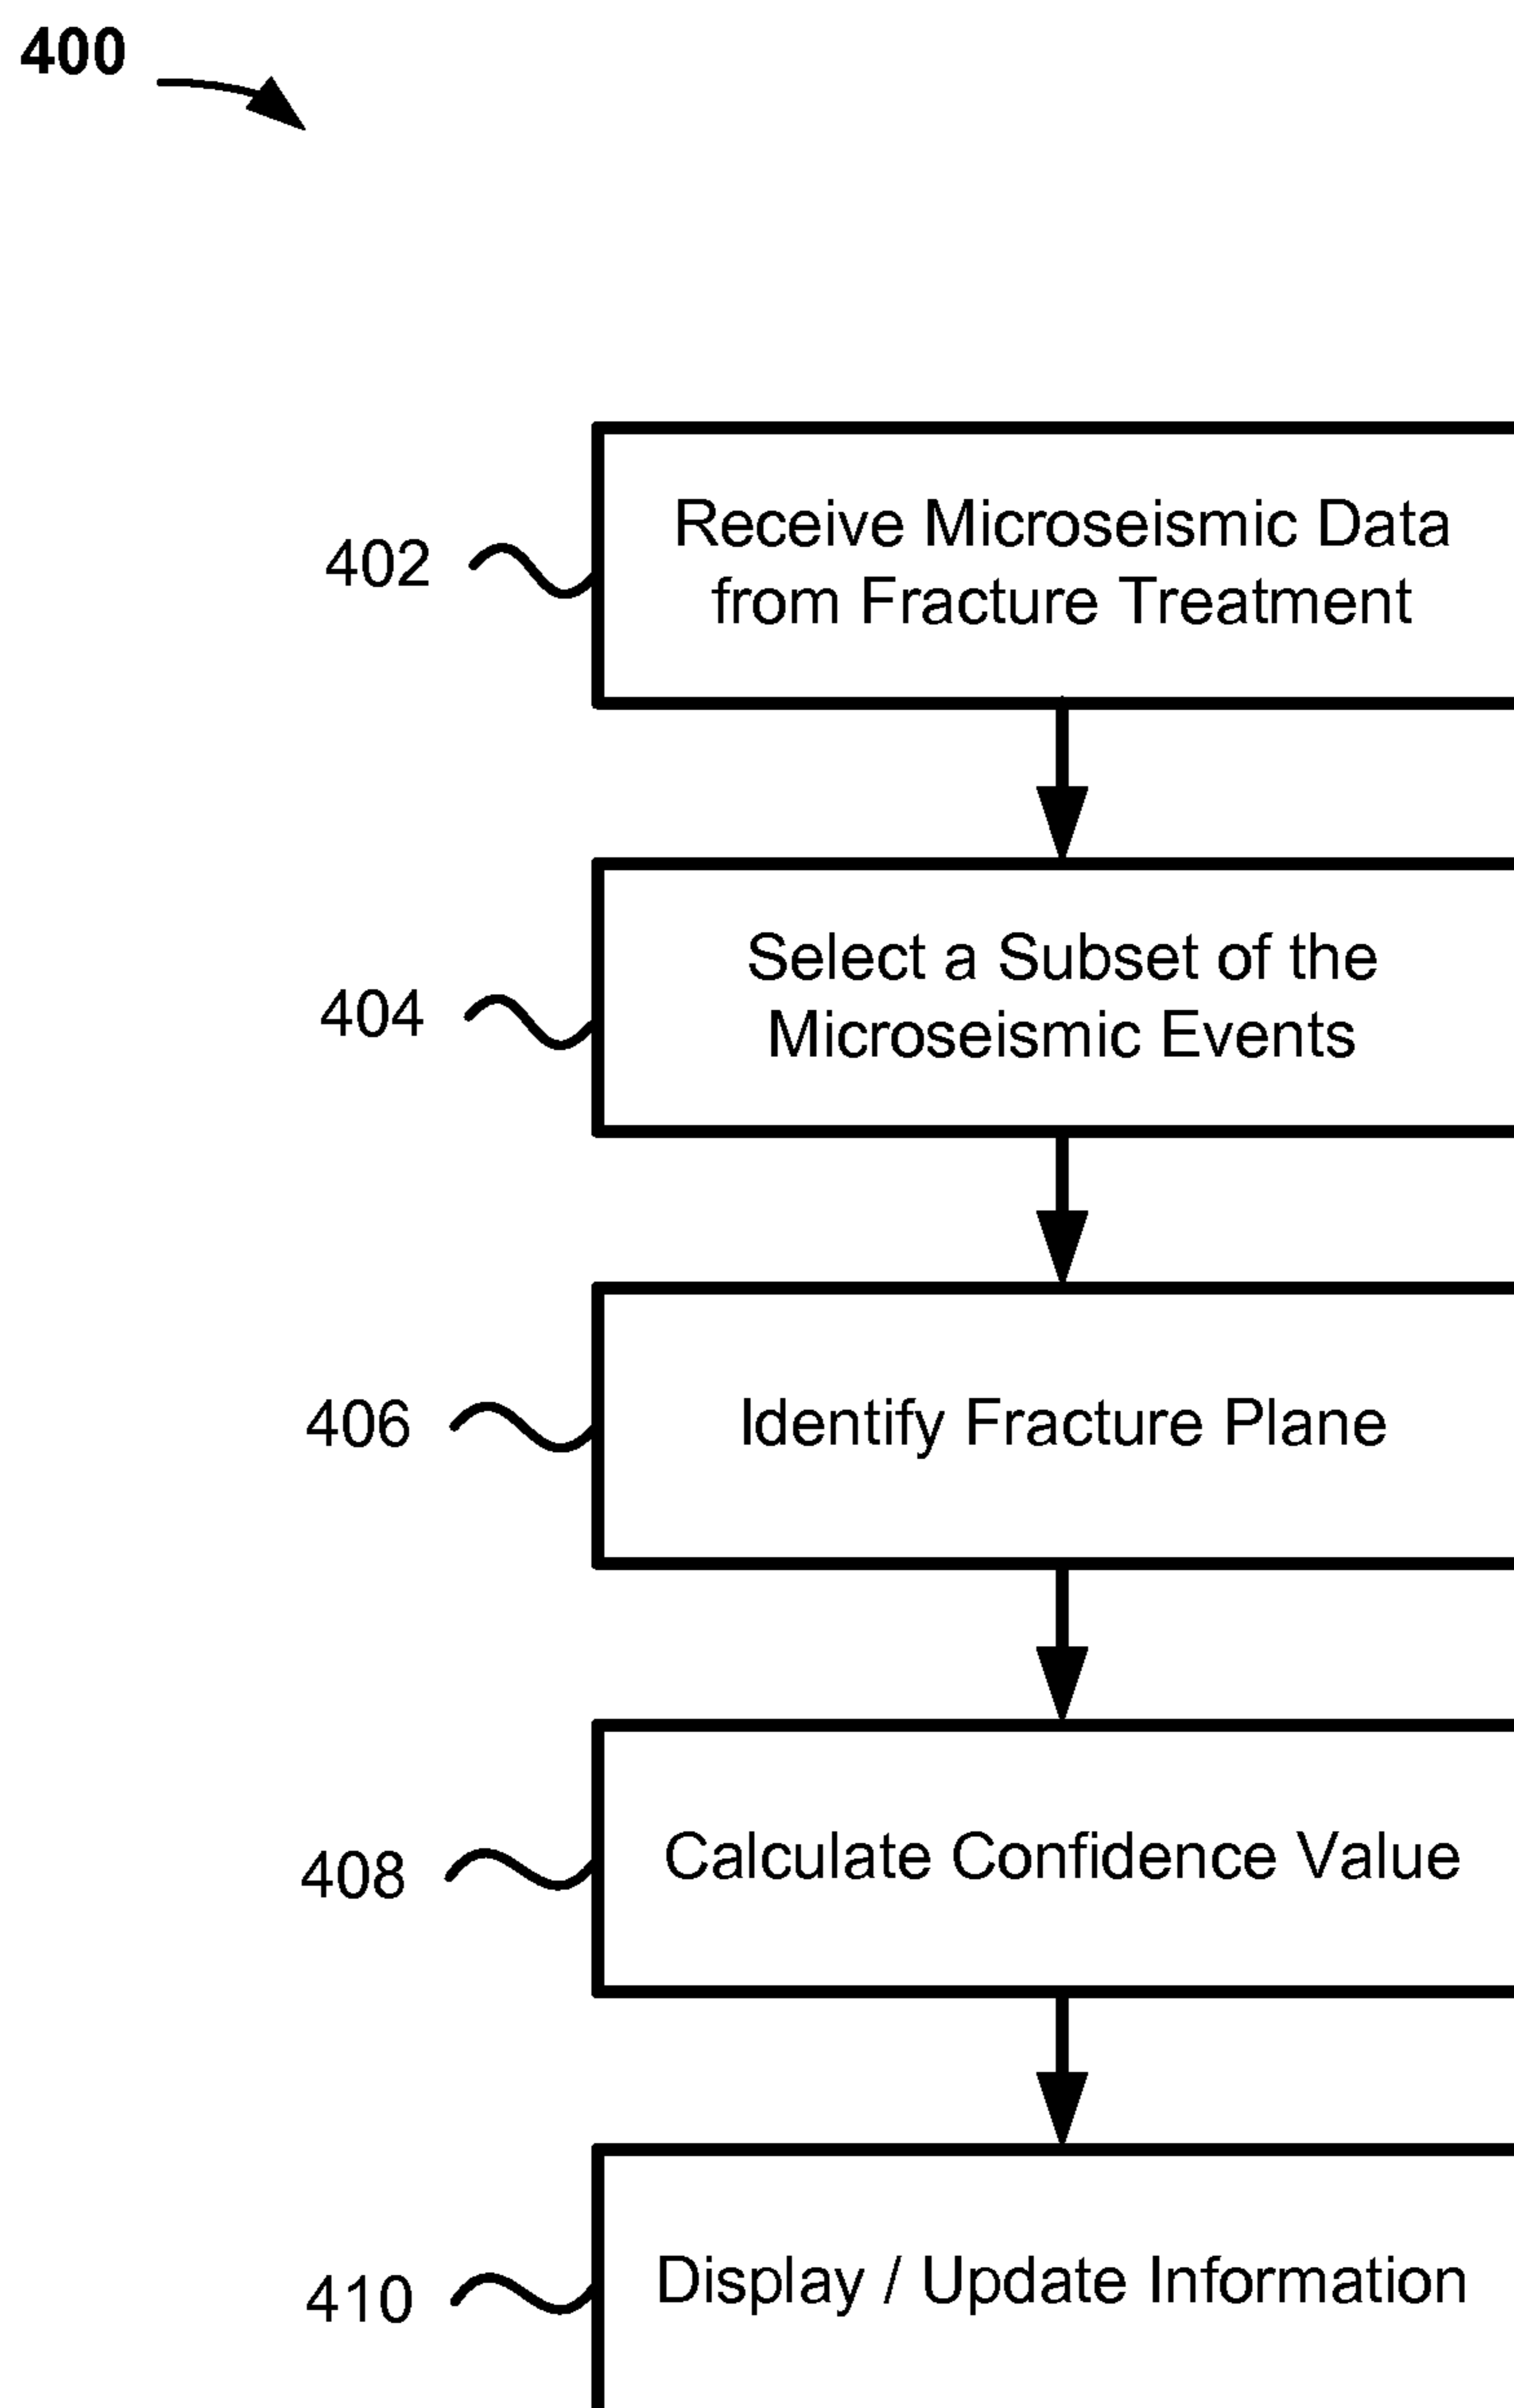 400
402
Receive Microseismic Data
from Fracture Treatment
404
Select a Subset of the
Microseismic Events
406
Identify Fracture Plane
408
Calculate Confidence Value
410
Display / Update Information